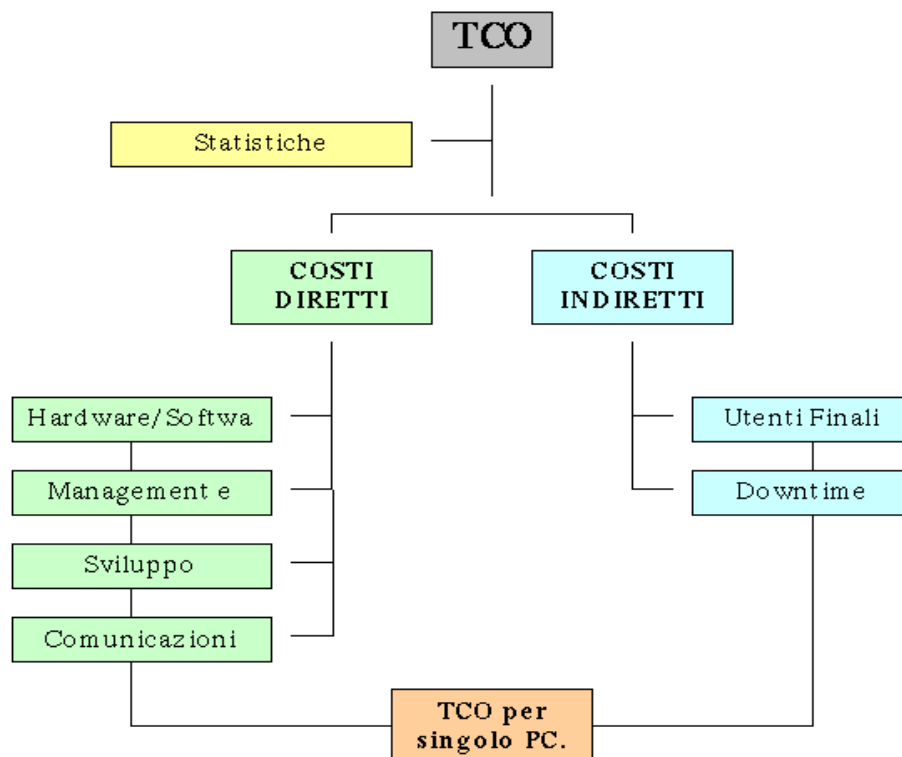 TCO
Statistiche
COSTI
DIRETTI
COSTI
INDIRETTI
Hardware/Softwa
Utenti Finali
Management e
Downtime
Sviluppo
Comunicazioni
TCO per
singolo PC.